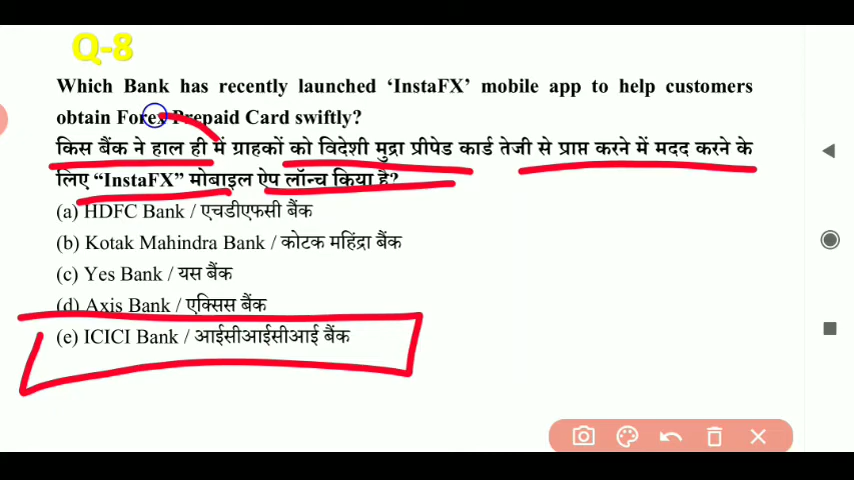 Q-8
Which Bank has recently launched ‘InstaFX’ mobile app to help customers
obtain Forex Prepaid Card swiftly?
किस बैंक ने हाल ही में ग्राहकों को विदेशी मुद्रा प्रीपेड कार्ड तेजी से प्राप्त करने में मदद करने के
लिए “InstaFX” मोबाइल ऐप लॉन्च किया है?
(a) HDFC Bank / एचडीएफसी बैंक
(b) Kotak Mahindra Bank / कोटक महिंद्रा बैंक
(c) Yes Bank / यस बैंक
(d) Axis Bank / एक्सिस बैंक
(e) ICICI Bank / आईसीआईसीआई बैंक